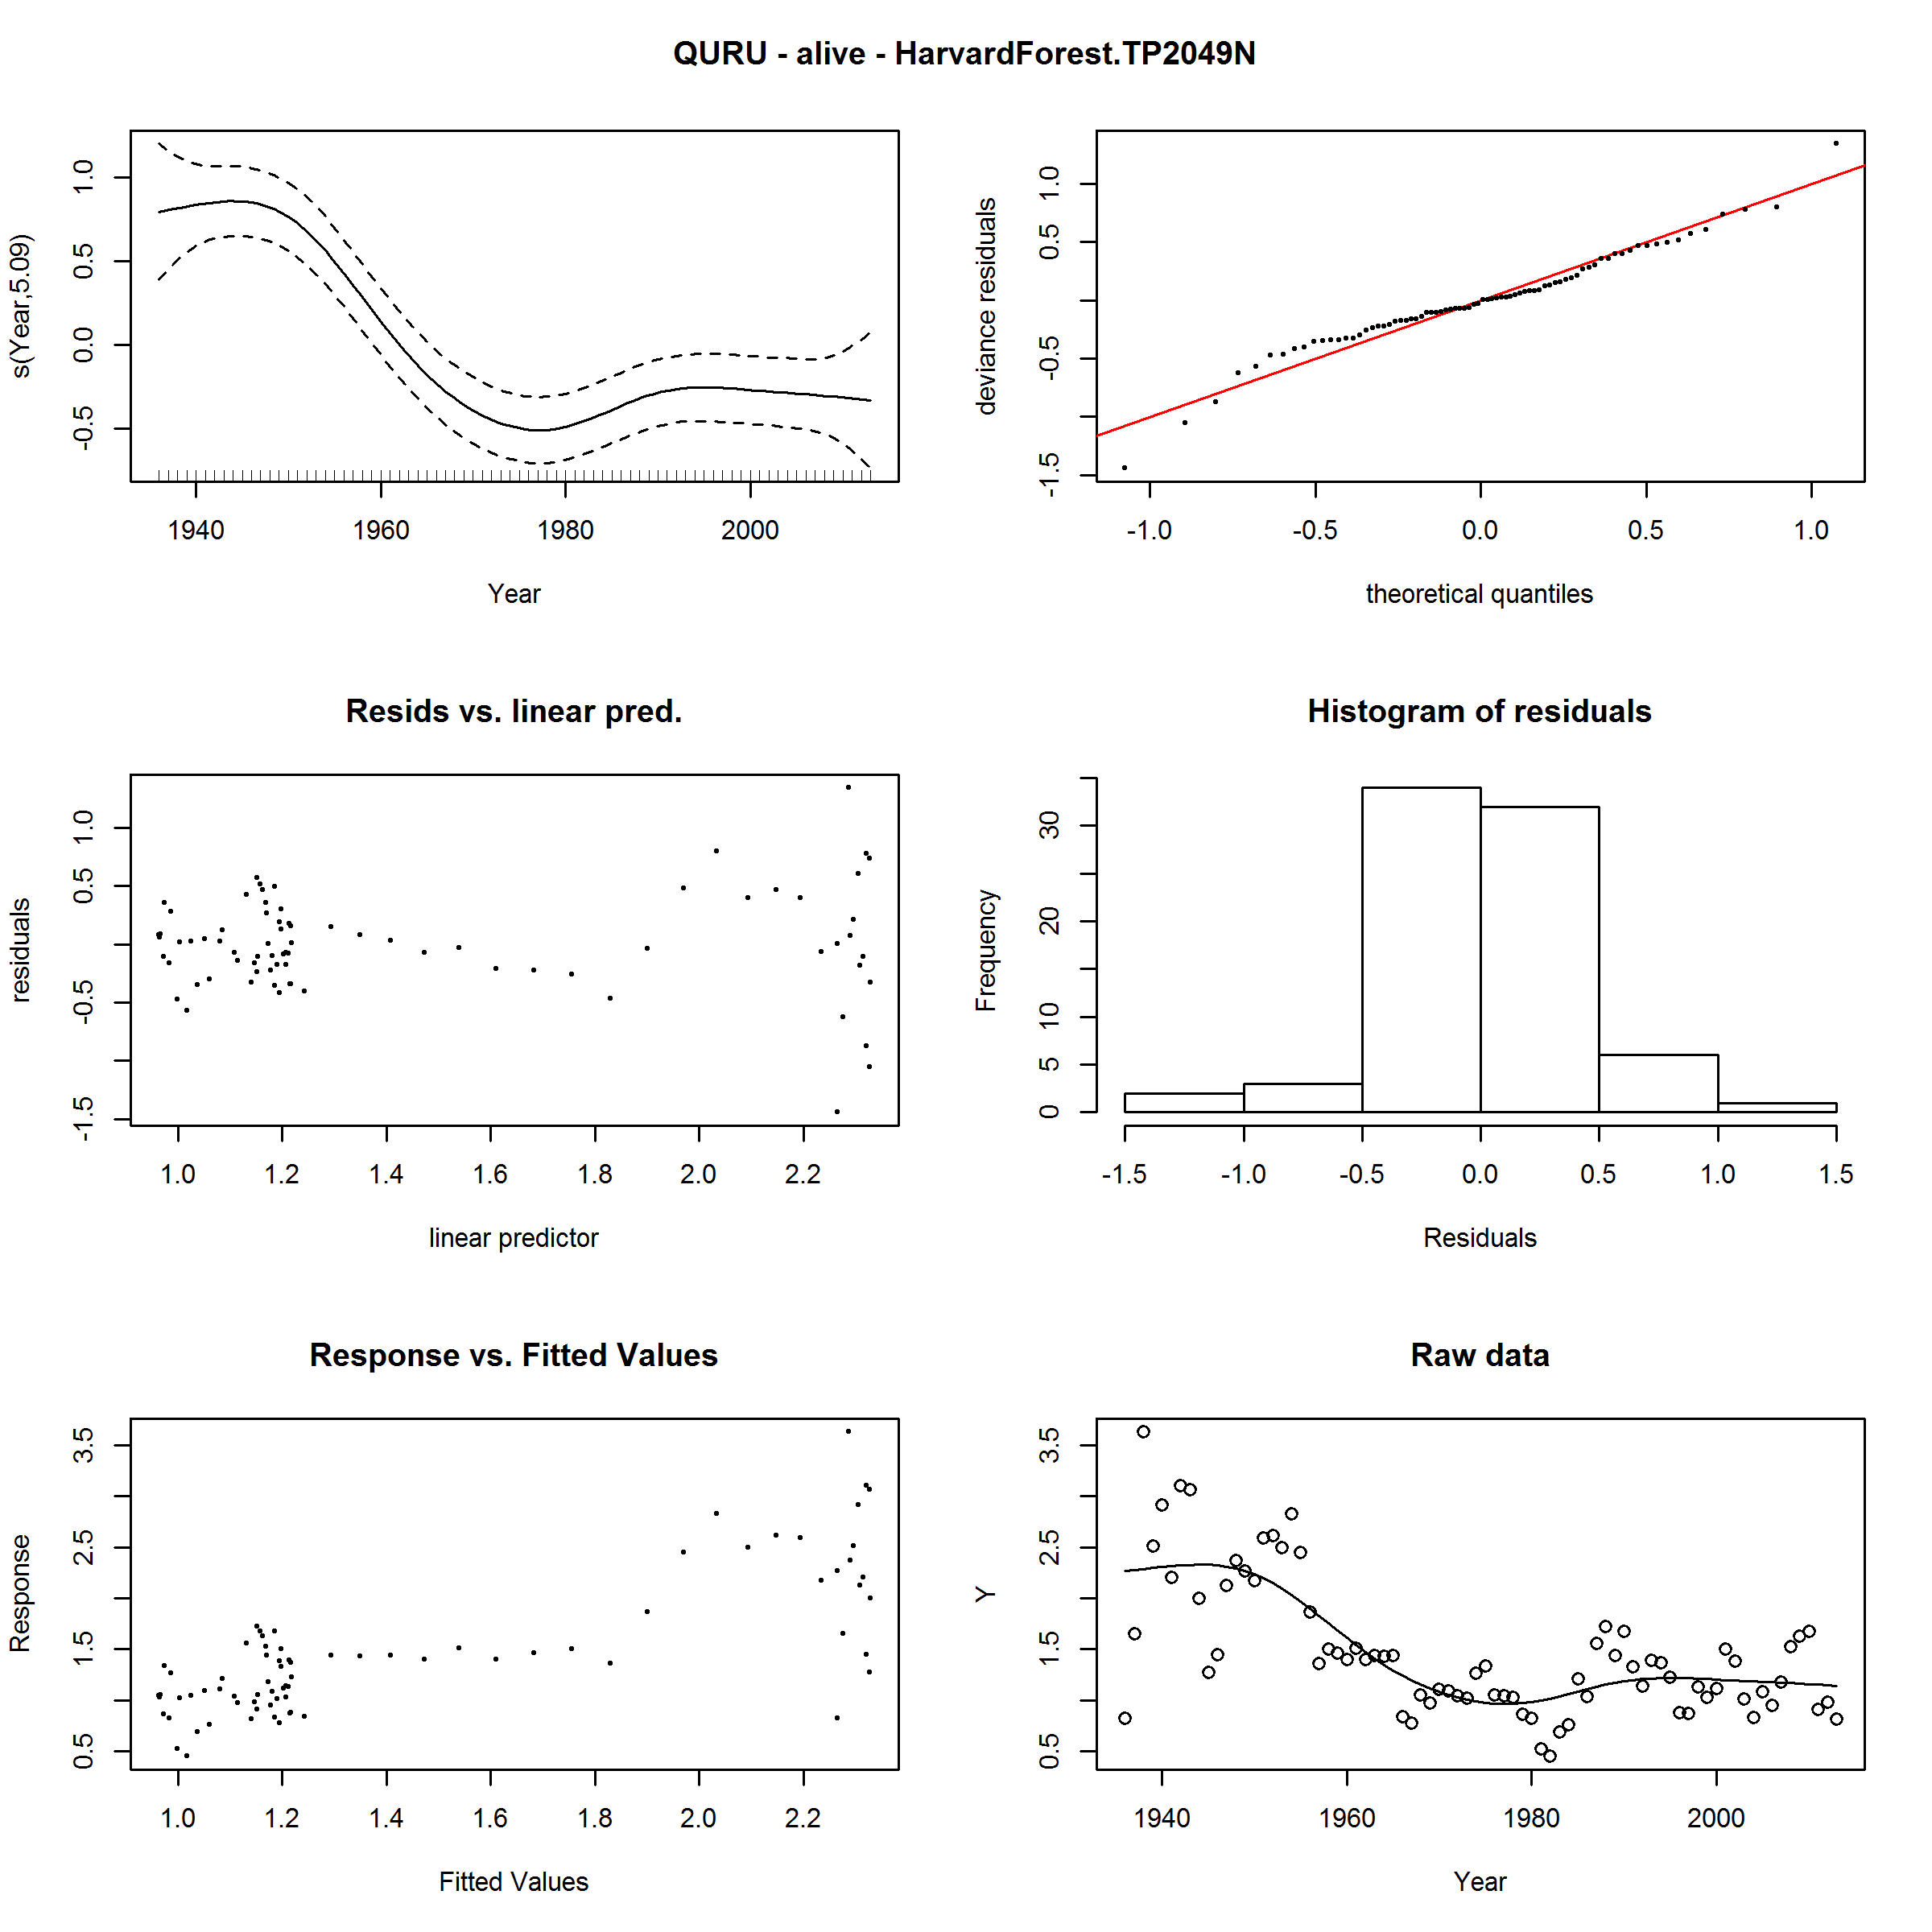 QURU - alive - HarvardForest.TP2049N
s(Year,5.09)
1.0
0.5
0.0
-0.5
1940 1960 1980 2000
Year
deviance residuals
1.0
0.5
-0.5
-1.5
-1.0 -0.5 0.0 0.5 1.0
theoretical quantiles
Resids vs. linear pred.
residuals
1.0
0.5
-0.5
-1.5
1.0 1.2 1.4 1.6 1.8 2.0 2.2
linear predictor
Histogram of residuals
Frequency
30
20
10
5
0
-1.5 -1.0 -0.5 0.0 0.5 1.0 1.5
Residuals
Response vs. Fitted Values
Response
3.5
2.5
1.5
0.5
1.0 1.2 1.4 1.6 1.8 2.0 2.2
Fitted Values
Raw data
Y
3.5
2.5
1.5
0.5
1940 1960 1980 2000
Year